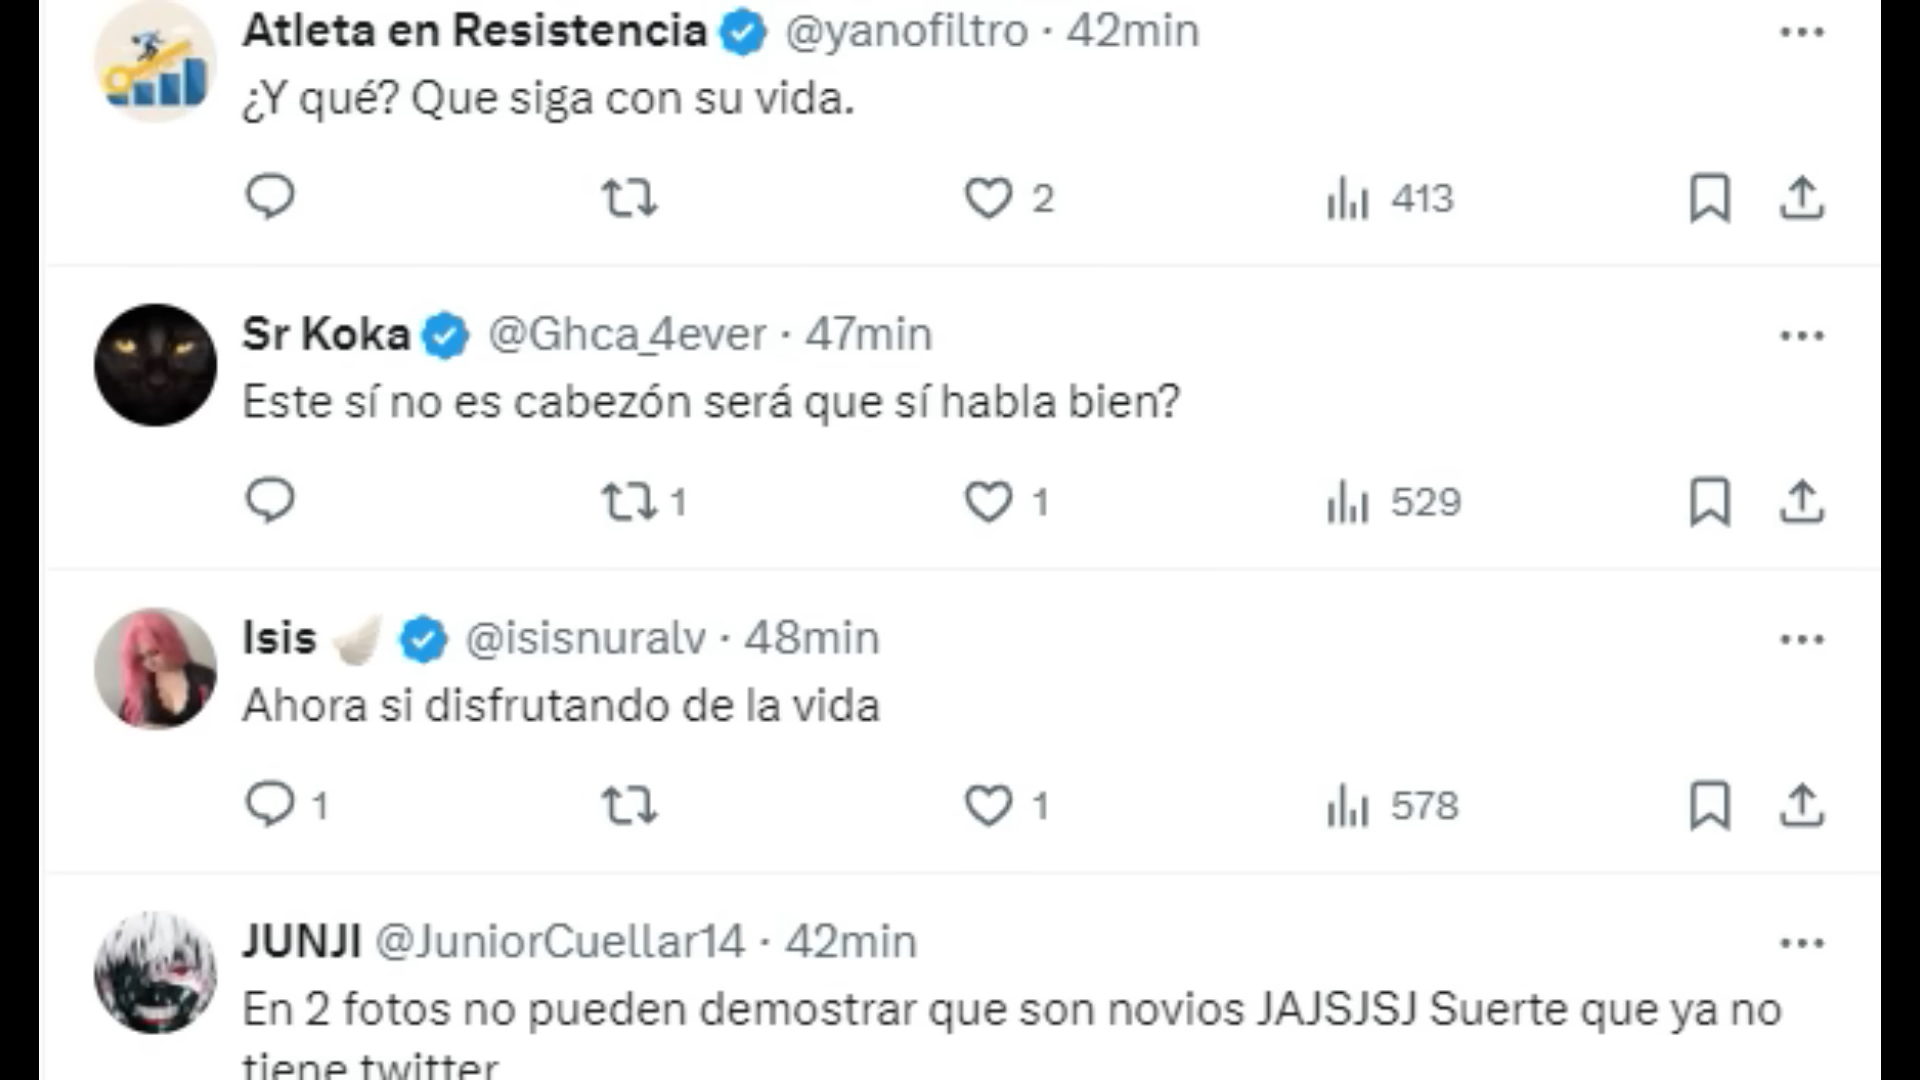 Atleta en Resistencia @yanofiltro · 42min
¿Y qué? Que siga con su vida.
2 413
Sr Koka @Ghca_4ever · 47min
Este sí no es cabezón será que sí habla bien?
1 1 529
Isis @isisnuralv · 48min
Ahora si disfrutando de la vida
1 1 578
JUNJI @JuniorCuellar14 · 42min
En 2 fotos no pueden demostrar que son novios JAJSJSJ Suerte que ya no
tiene twitter